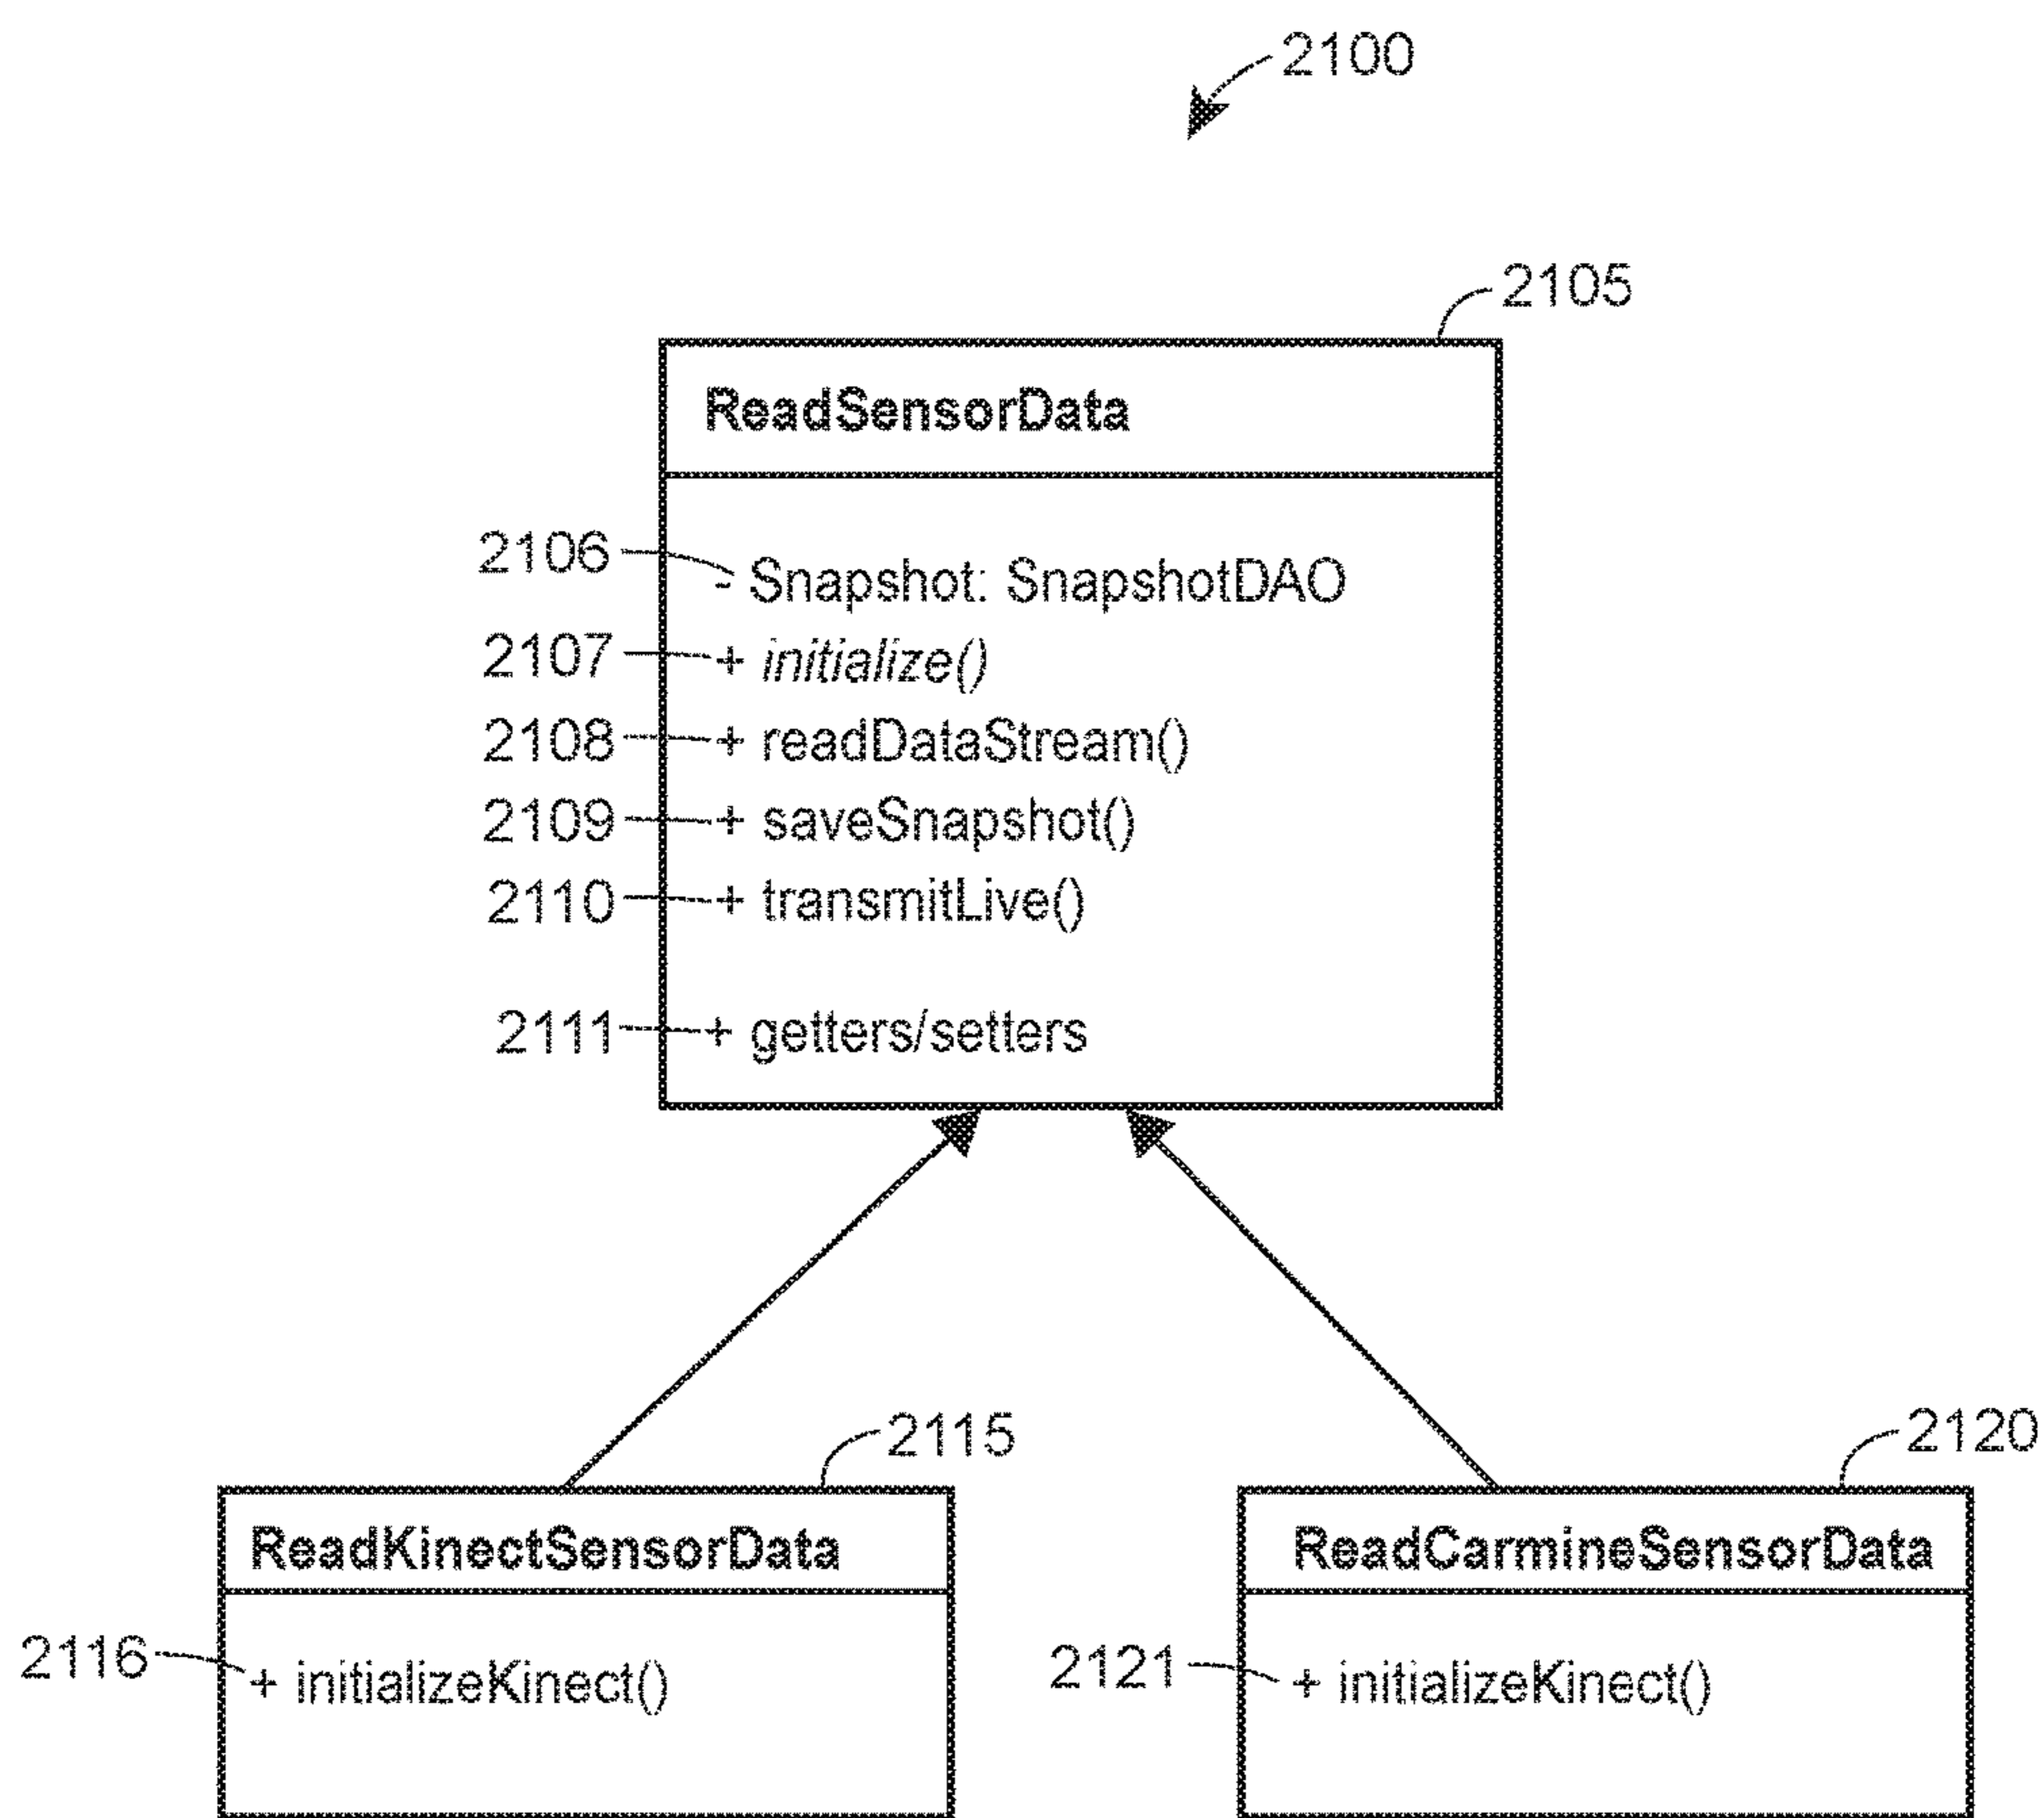 2100
2105
ReadSensorData
2106 - Snapshot: SnapshotDAO
2107 + initialize()
2108 + readDataStream()
2109 + saveSnapshot()
2110 + transmitLive()
2111 + getters/setters
2115
2120
ReadKinectSensorData
ReadCarmineSensorData
2116 + initializeKinect()
2121 + initializeKinect()